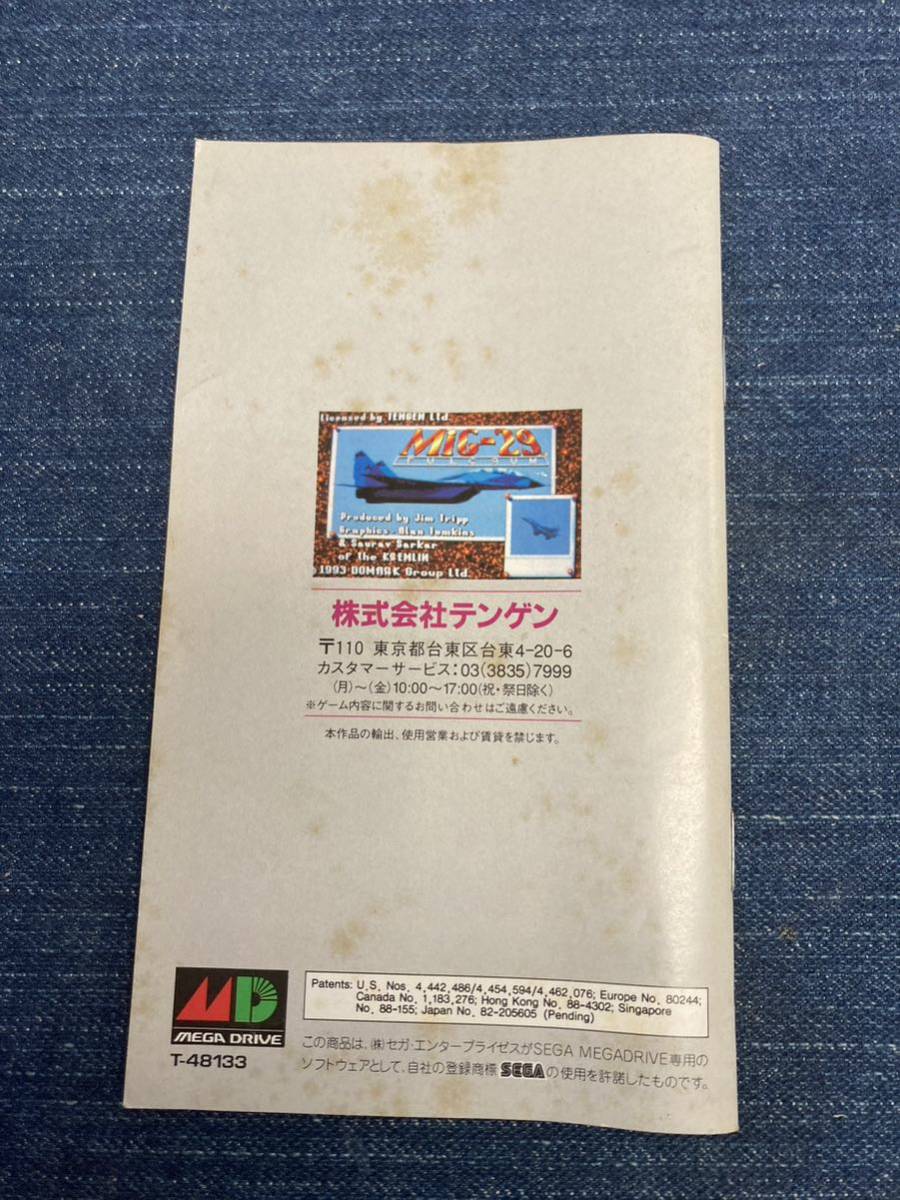 Licensed by TENGEN Ltd.
MIG-29
FULCRUM
Produced by Jim Tripp
Graphics. Alan Tomkins
& Saurav Sarkar
of the KREMLIN
1993 DOMARK Group Ltd.
株式会社テンゲン
〒110 東京都台東区台東4-20-6
カスタマーサービス:03(3835)7999
(月)～(金)10:00～17:00(祝・祭日除く)
※ゲーム内容に関するお問い合わせはご遠慮ください。
本作品の輸出、使用営業および賃貸を禁じます。
MD
MEGA DRIVE
T-48133
Patents: U.S. Nos. 4,442,486/4,454,594/4,462,076; Europe No. 80244;
Canada No. 1,183,276; Hong Kong No. 88-4302; Singapore
No. 88-155; Japan No. 82-205605 (Pending)
この商品は、㈱セガ・エンタープライゼスがSEGA MEGADRIVE専用の
ソフトウェアとして、自社の登録商標 SEGA の使用を許諾したものです。